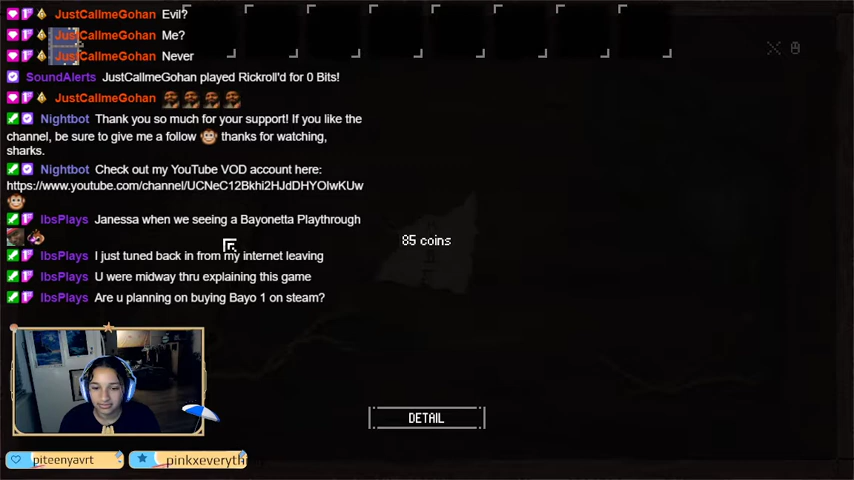 JustCallmeGohan Evil?
JustCallmeGohan Me?
JustCallmeGohan Never
SoundAlerts JustCallmeGohan played Rickroll'd for 0 Bits!
JustCallmeGohan
Nightbot Thank you so much for your support! If you like the
channel, be sure to give me a follow thanks for watching,
sharks.
Nightbot Check out my YouTube VOD account here:
https://www.youtube.com/channel/UCNeC12Bkhi2HJdDHYOlwKUw
IbsPlays Janessa when we seeing a Bayonetta Playthrough
IbsPlays I just tuned back in from my internet leaving
IbsPlays U were midway thru explaining this game
IbsPlays Are u planning on buying Bayo 1 on steam?
85 coins
DETAIL
piteenyavrt
pinkxeverythin